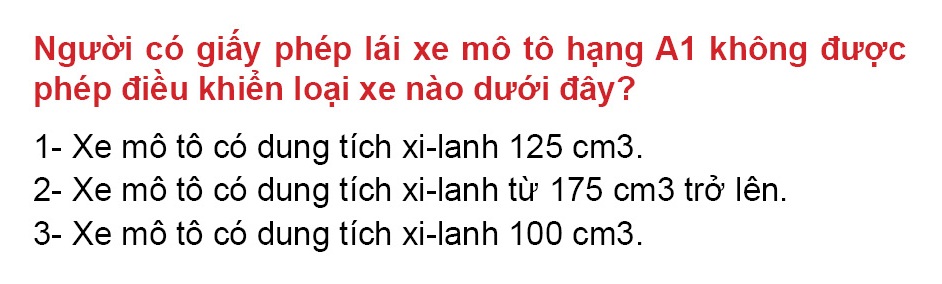 Người có giấy phép lái xe mô tô hạng A1 không được
phép điều khiển loại xe nào dưới đây?
1- Xe mô tô có dung tích xi-lanh 125 cm3.
2- Xe mô tô có dung tích xi-lanh từ 175 cm3 trở lên.
3- Xe mô tô có dung tích xi-lanh 100 cm3.